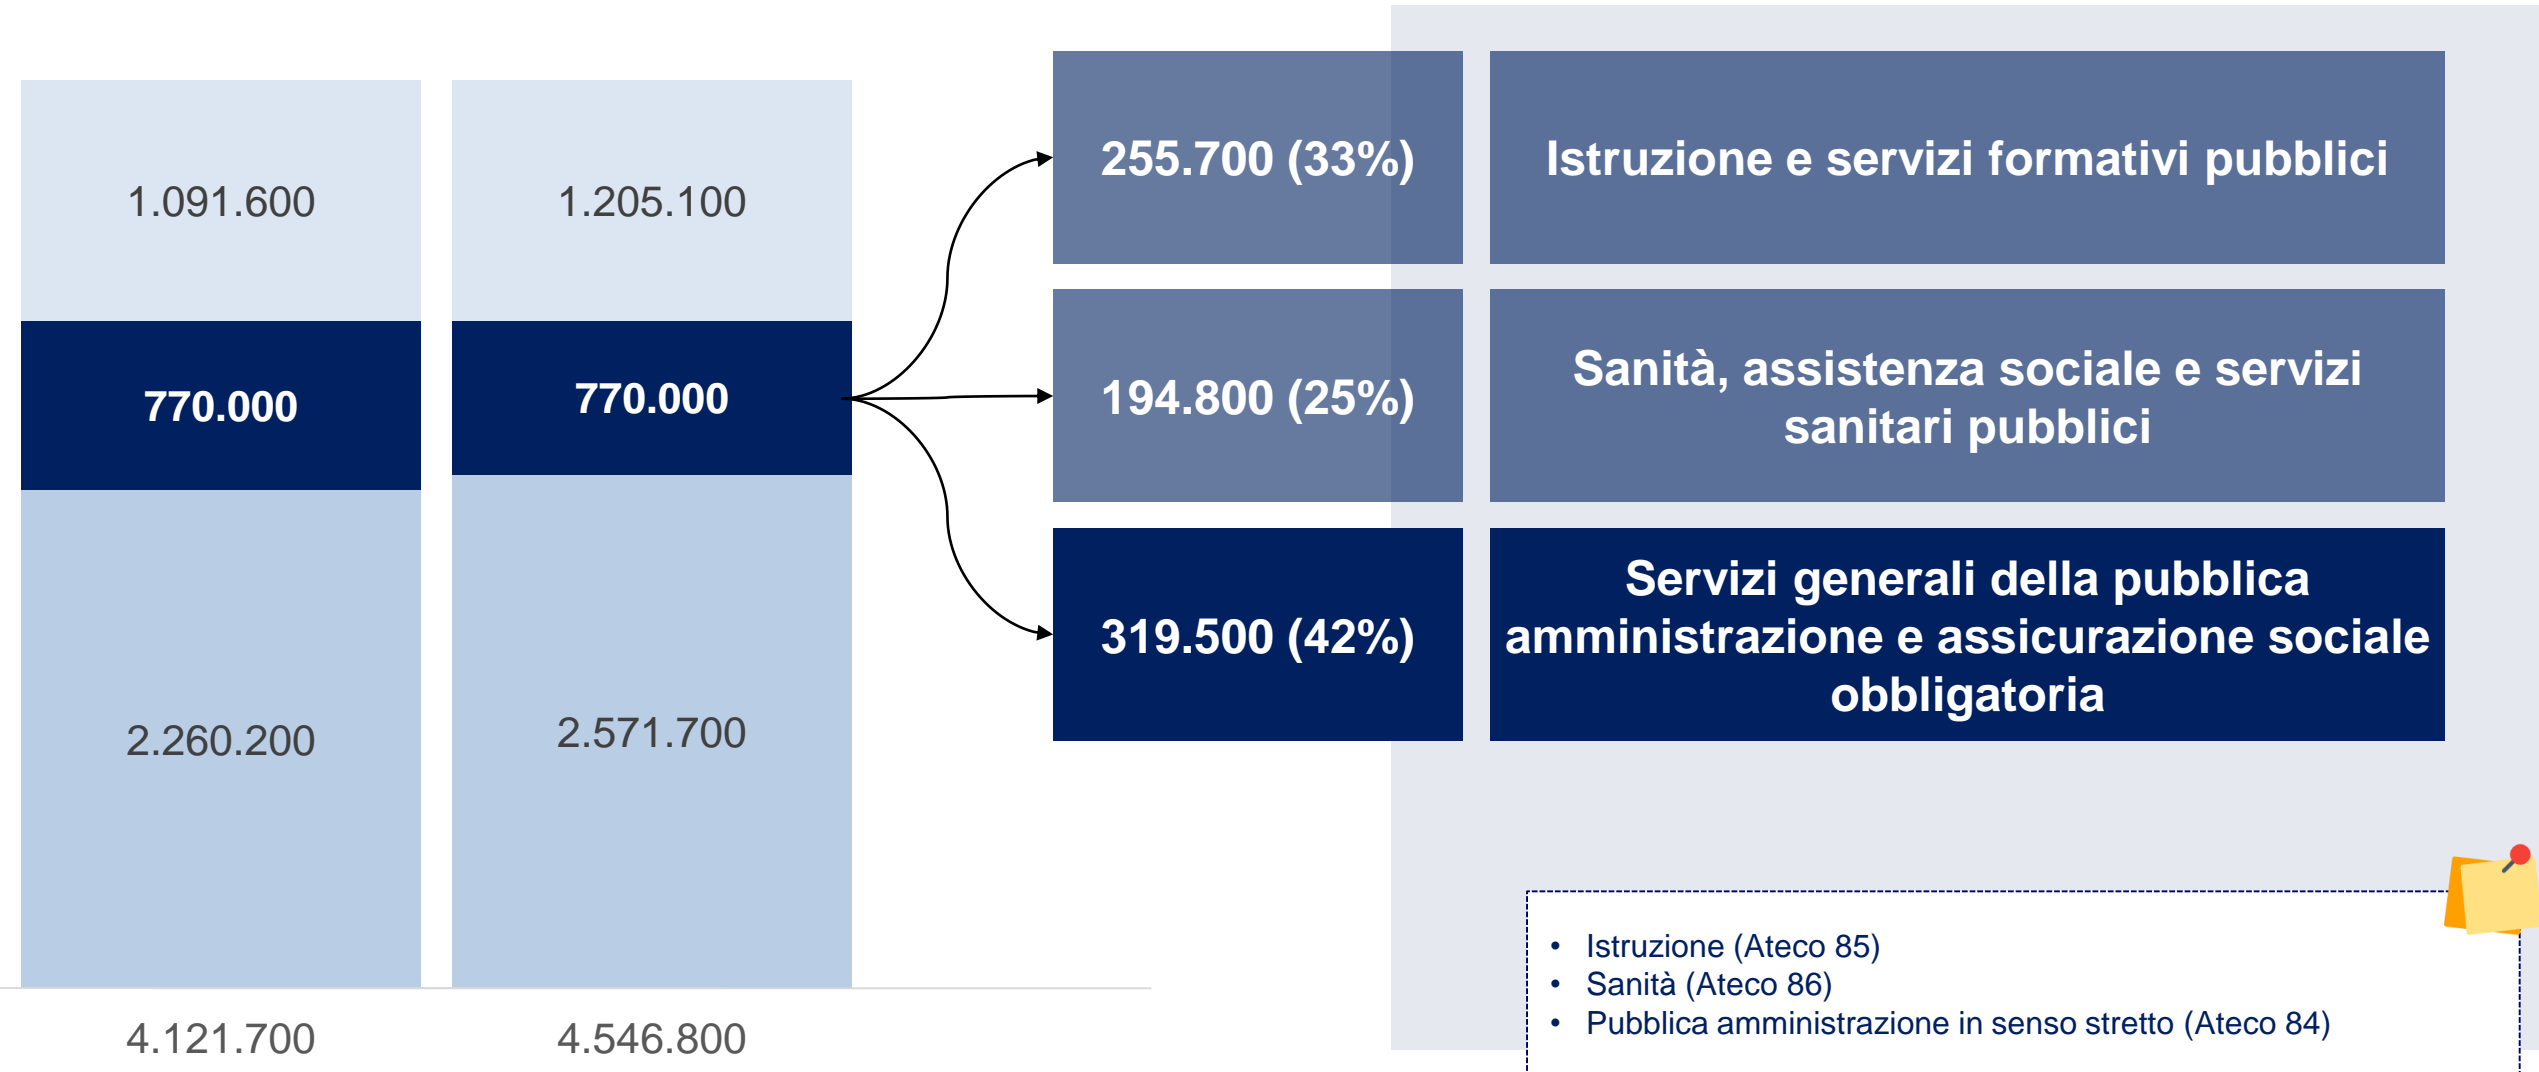 1.091.600
770.000
2.260.200
4.121.700
1.205.100
770.000
2.571.700
4.546.800
255.700 (33%)
Istruzione e servizi formativi pubblici
194.800 (25%)
Sanità, assistenza sociale e servizi
sanitari pubblici
319.500 (42%)
Servizi generali della pubblica
amministrazione e assicurazione sociale
obbligatoria
• Istruzione (Ateco 85)
• Sanità (Ateco 86)
• Pubblica amministrazione in senso stretto (Ateco 84)